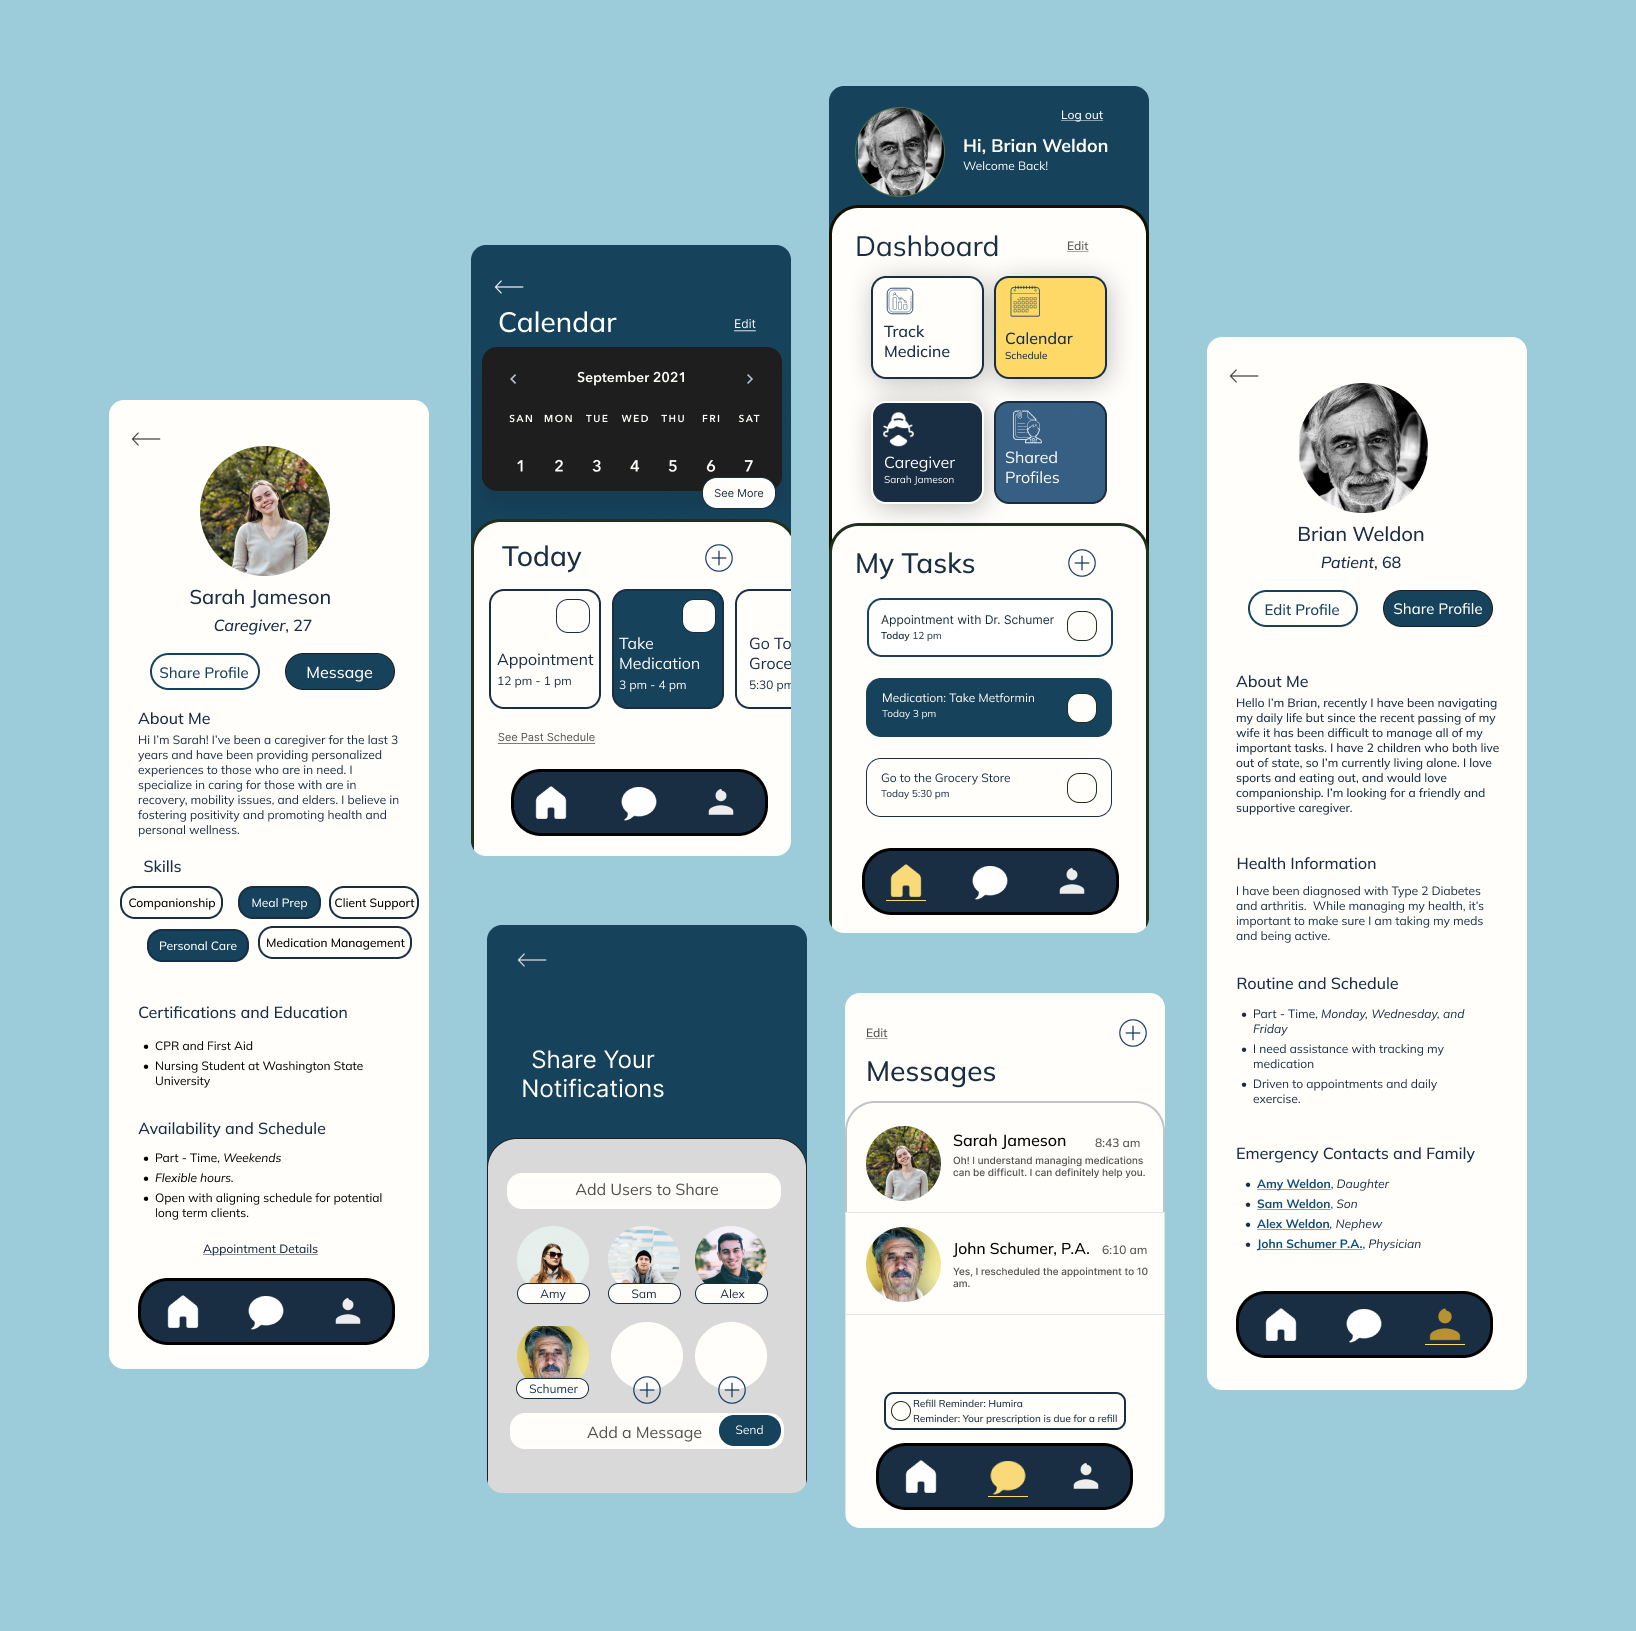 Sarah Jameson
Caregiver, 27
Share Profile
Message
About Me
Hi I'm Sarah! I've been a caregiver for the last 3
years and have been providing personalized
experiences to those who are in need. I
specialize in caring for those with are in
recovery, mobility issues, and elders. I believe in
fostering positivity and promoting health and
personal wellness.
Skills
Companionship
Meal Prep
Client Support
Personal Care
Medication Management
Certifications and Education
• CPR and First Aid
• Nursing Student at Washington State
University
Availability and Schedule
• Part - Time, Weekends
• Flexible hours.
• Open with aligning schedule for potential
long term clients.
Appointment Details
Calendar
Edit
September 2021
SAN MON TUE WED THU FRI SAT
1 2 3 4 5 6 7
See More
Today
Appointment
12 pm - 1 pm
Take
Medication
3 pm - 4 pm
Go To
Groce
5:30 pm
See Past Schedule
Share Your
Notifications
Add Users to Share
Amy
Sam
Alex
Schumer
Add a Message
Send
Log out
Hi, Brian Weldon
Welcome Back!
Dashboard
Edit
Track
Medicine
Calendar
Schedule
Caregiver
Sarah Jameson
Shared
Profiles
My Tasks
Appointment with Dr. Schumer
Today 12 pm
Medication: Take Metformin
Today 3 pm
Go to the Grocery Store
Today 5:30 pm
Edit
Messages
Sarah Jameson
8:43 am
Oh! I understand managing medications
can be difficult. I can definitely help you.
John Schumer, P.A.
6:10 am
Yes, I rescheduled the appointment to 10
am.
Refill Reminder: Humira
Reminder: Your prescription is due for a refill
Brian Weldon
Patient, 68
Edit Profile
Share Profile
About Me
Hello I'm Brian, recently I have been navigating
my daily life but since the recent passing of my
wife it has been difficult to manage all of my
important tasks. I have 2 children who both live
out of state, so I'm currently living alone. I love
sports and eating out, and would love
companionship. I'm looking for a friendly and
supportive caregiver.
Health Information
I have been diagnosed with Type 2 Diabetes
and arthritis. While managing my health, it's
important to make sure I am taking my meds
and being active.
Routine and Schedule
• Part - Time, Monday, Wednesday, and
Friday
• I need assistance with tracking my
medication
• Driven to appointments and daily
exercise.
Emergency Contacts and Family
• Amy Weldon, Daughter
• Sam Weldon, Son
• Alex Weldon, Nephew
• John Schumer P.A., Physician